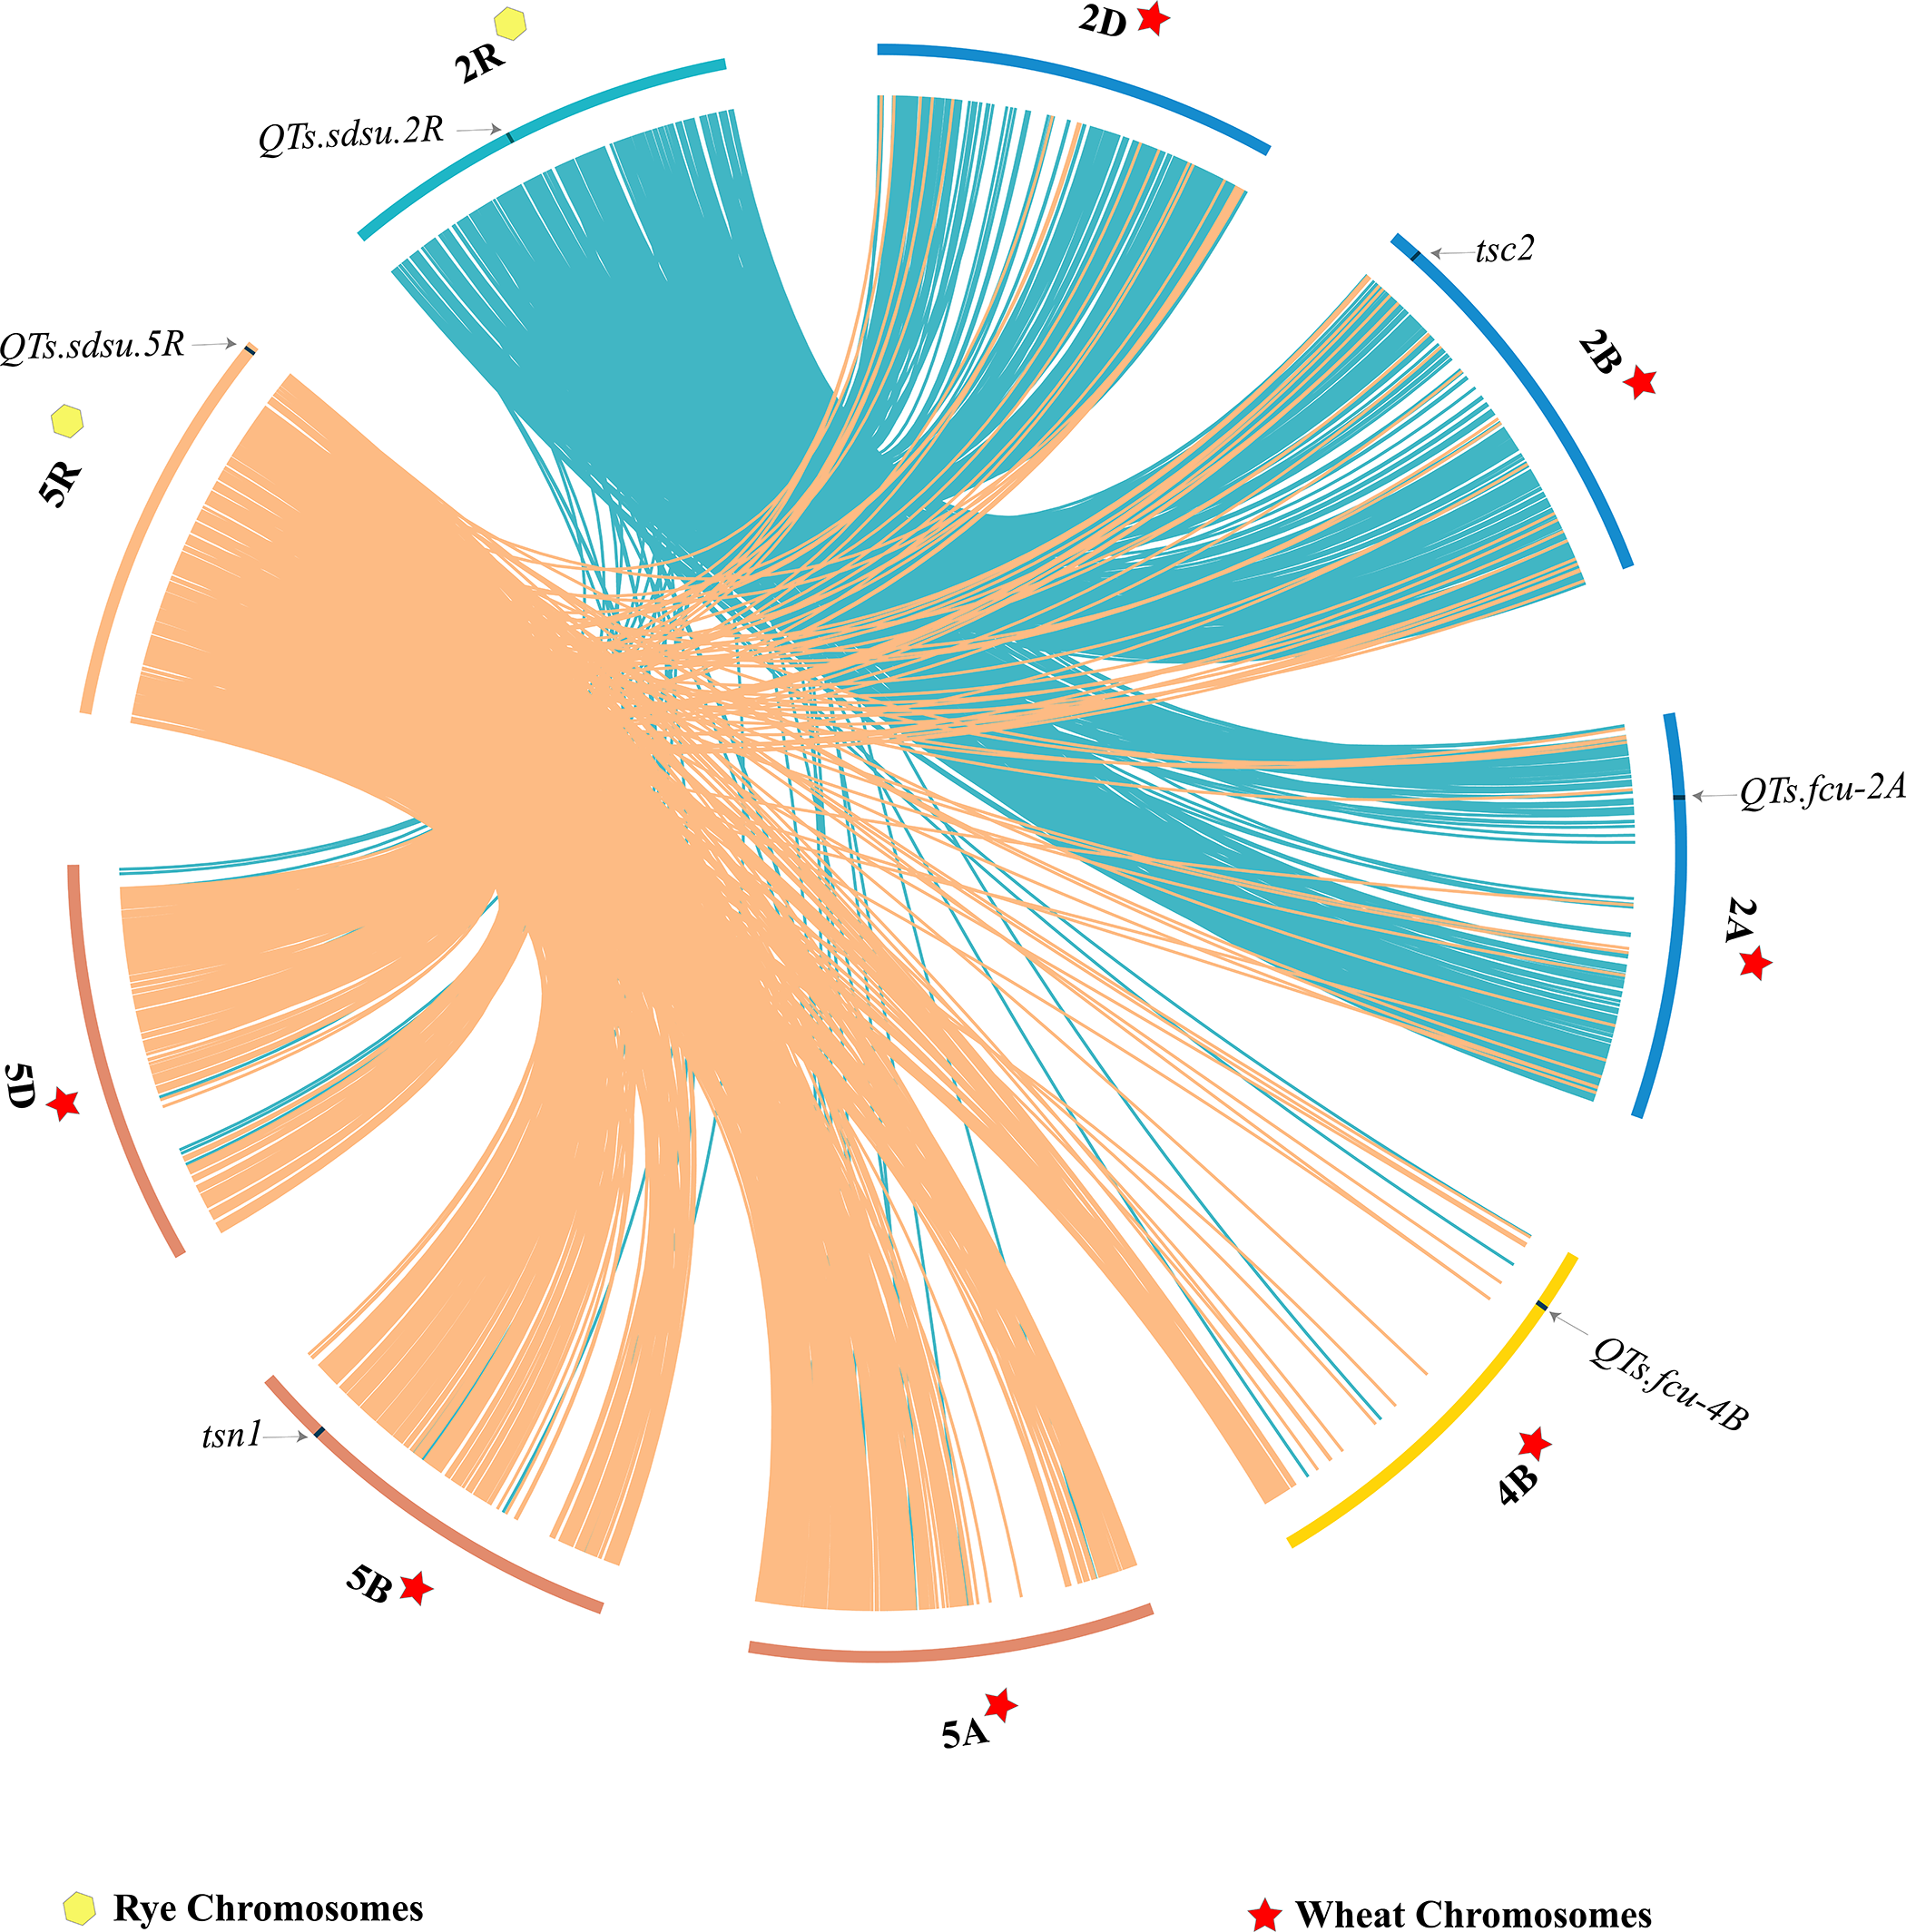 2D
2R
QTs.sdsu.2R
tsc2
QTs.sdsu.5R
2B
5R
QTs.fcu-2A
2A
5D
QTs.fcu-4B
tsn1
4B
5B
5A
Rye Chromosomes
Wheat Chromosomes